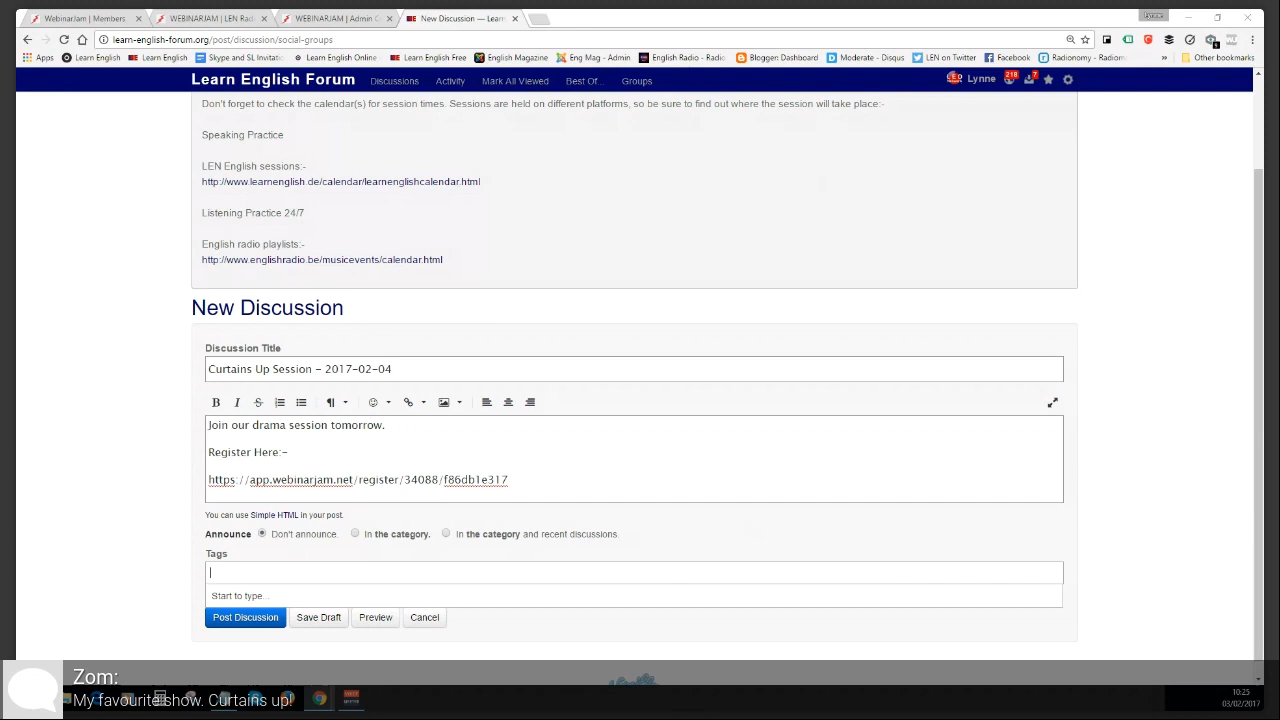 WebinarJam | Members
WEBINARJAM | LEN Radi
WEBINARJAM | Admin C
New Discussion — Learn
Lynne
learn-english-forum.org/post/discussion/social-groups
Apps
Learn English
Skype and SL Invitatio
Learn English Online
Learn English Free
English Magazine
Eng Mag - Admin
English Radio - Radio
Blogger: Dashboard
Moderate - Disqus
LEN on Twitter
Facebook
Radionomy - Radiom
»
Other bookmarks
Learn English Forum
Discussions
Activity
Mark All Viewed
Best Of...
Groups
LEO
Lynne
218
7
Don't forget to check the calendar(s) for session times. Sessions are held on different platforms, so be sure to find out where the session will take place:-
Speaking Practice
LEN English sessions:-
http://www.learnenglish.de/calendar/learnenglishcalendar.html
Listening Practice 24/7
English radio playlists:-
http://www.englishradio.be/musicevents/calendar.html
New Discussion
Discussion Title
Curtains Up Session - 2017-02-04
Join our drama session tomorrow.
Register Here:-
https://app.webinarjam.net/register/34088/f86db1e317
You can use Simple HTML in your post.
Announce Don't announce. In the category. In the category and recent discussions.
Tags
Start to type...
Post Discussion
Save Draft
Preview
Cancel
Zom:
My favourite show. Curtains up!
10:25
03/02/2017